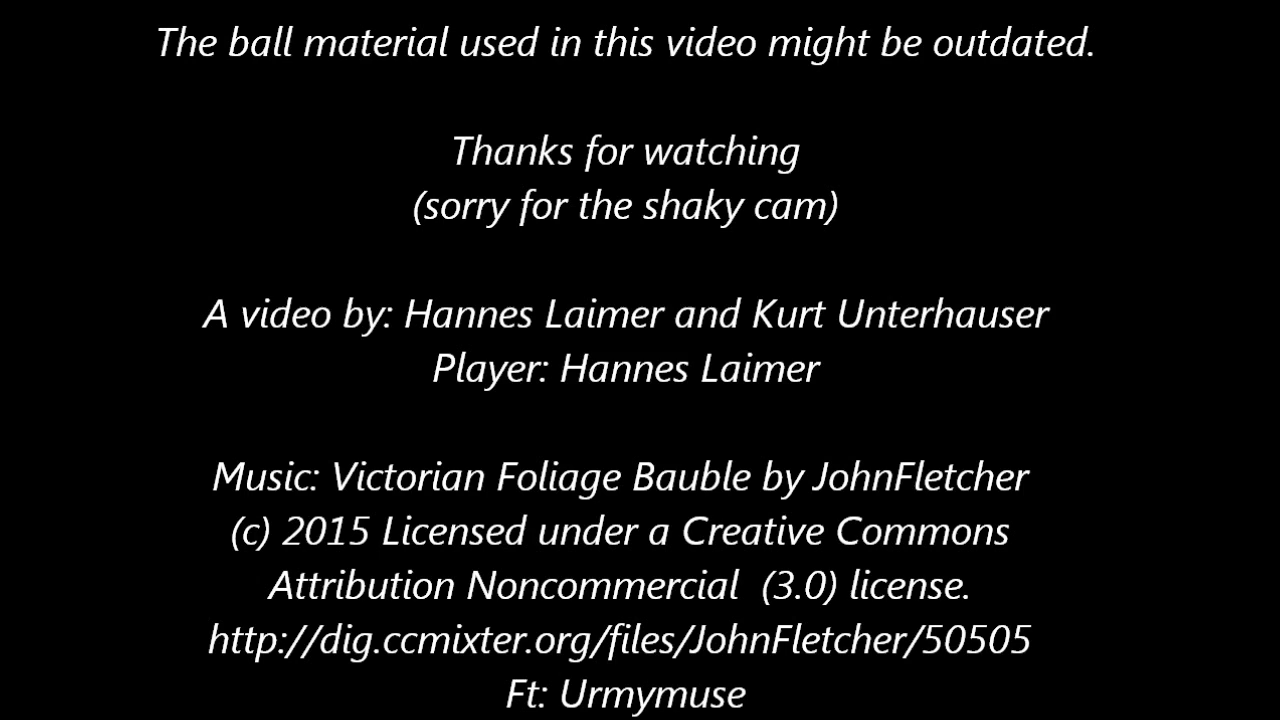 The ball material used in this video might be outdated.
Thanks for watching
(sorry for the shaky cam)
A video by: Hannes Laimer and Kurt Unterhauser
Player: Hannes Laimer
Music: Victorian Foliage Bauble by JohnFletcher
(c) 2015 Licensed under a Creative Commons
Attribution Noncommercial  (3.0) license.
http://dig.ccmixter.org/files/JohnFletcher/50505
Ft: Urmymuse